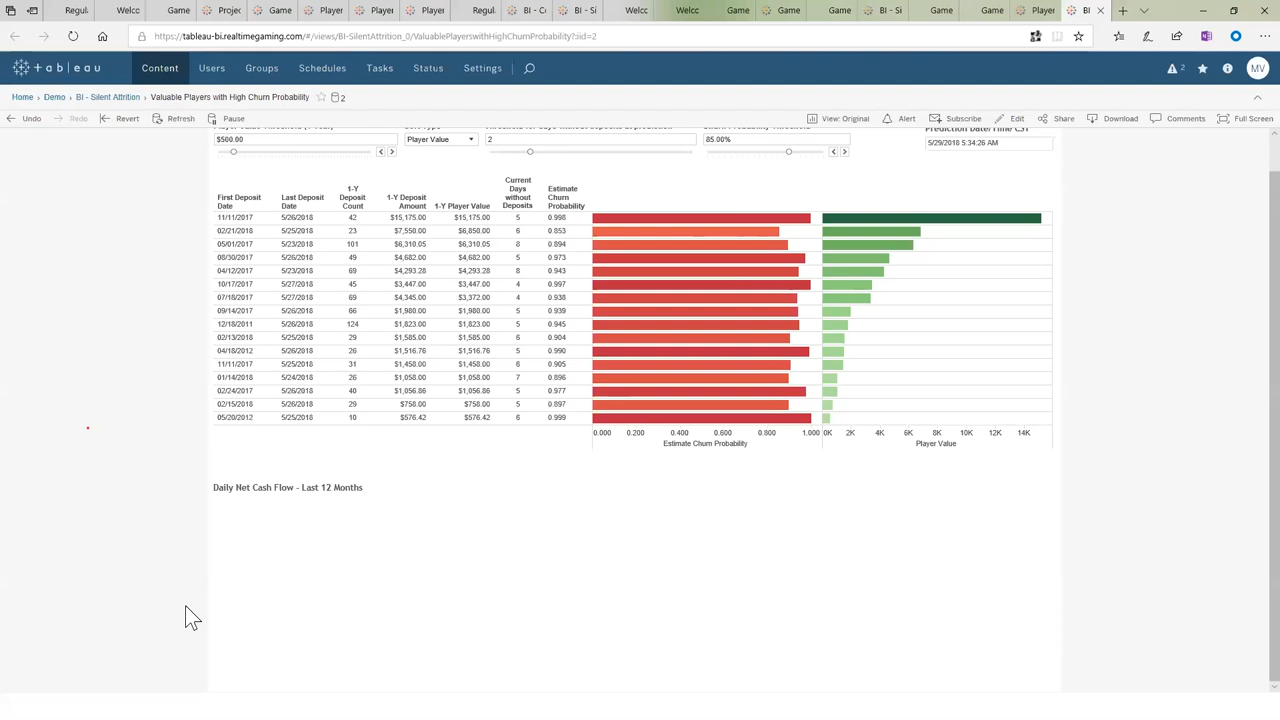 Regul Welcc Game Projec Game Player Player Player Regul BI - Cc BI - Si Welcc Welcc Game Game Game BI - Si Game Game Player BI
https://tableau-bi.realtimegaming.com/#/views/BI-SilentAttrition_0/ValuablePlayerswithHighChurnProbability?:iid=2
+ a b l e a u Content Users Groups Schedules Tasks Status Settings 2 MV
Home › Demo › BI - Silent Attrition › Valuable Players with High Churn Probability 2
Undo Redo Revert Refresh Pause View: Original Alert Subscribe Edit Share Download Comments Full Screen
Prediction Date/Time CST
$500.00 Player Value 2 85.00% 5/29/2018 5:34:26 AM
First Deposit Date Last Deposit Date 1-Y Deposit Count 1-Y Deposit Amount 1-Y Player Value Current Days without Deposits Estimate Churn Probability
11/11/2017 5/26/2018 42 $15,175.00 $15,175.00 5 0.998
02/21/2018 5/25/2018 23 $7,550.00 $6,850.00 6 0.853
05/01/2017 5/23/2018 101 $6,310.05 $6,310.05 8 0.894
08/30/2017 5/26/2018 49 $4,682.00 $4,682.00 5 0.973
04/12/2017 5/23/2018 69 $4,293.28 $4,293.28 8 0.943
10/17/2017 5/27/2018 45 $3,447.00 $3,447.00 4 0.997
07/18/2017 5/27/2018 69 $4,345.00 $3,372.00 4 0.938
09/14/2017 5/26/2018 66 $1,980.00 $1,980.00 5 0.939
12/18/2011 5/26/2018 124 $1,823.00 $1,823.00 5 0.945
02/13/2018 5/25/2018 29 $1,585.00 $1,585.00 6 0.904
04/18/2012 5/26/2018 26 $1,516.76 $1,516.76 5 0.990
11/11/2017 5/25/2018 31 $1,458.00 $1,458.00 6 0.905
01/14/2018 5/24/2018 26 $1,058.00 $1,058.00 7 0.896
02/24/2017 5/26/2018 40 $1,056.86 $1,056.86 5 0.977
02/15/2018 5/26/2018 29 $758.00 $758.00 5 0.897
05/20/2012 5/25/2018 10 $576.42 $576.42 6 0.999
0.000 0.200 0.400 0.600 0.800 1.000 0K 2K 4K 6K 8K 10K 12K 14K
Estimate Churn Probability Player Value
Daily Net Cash Flow - Last 12 Months